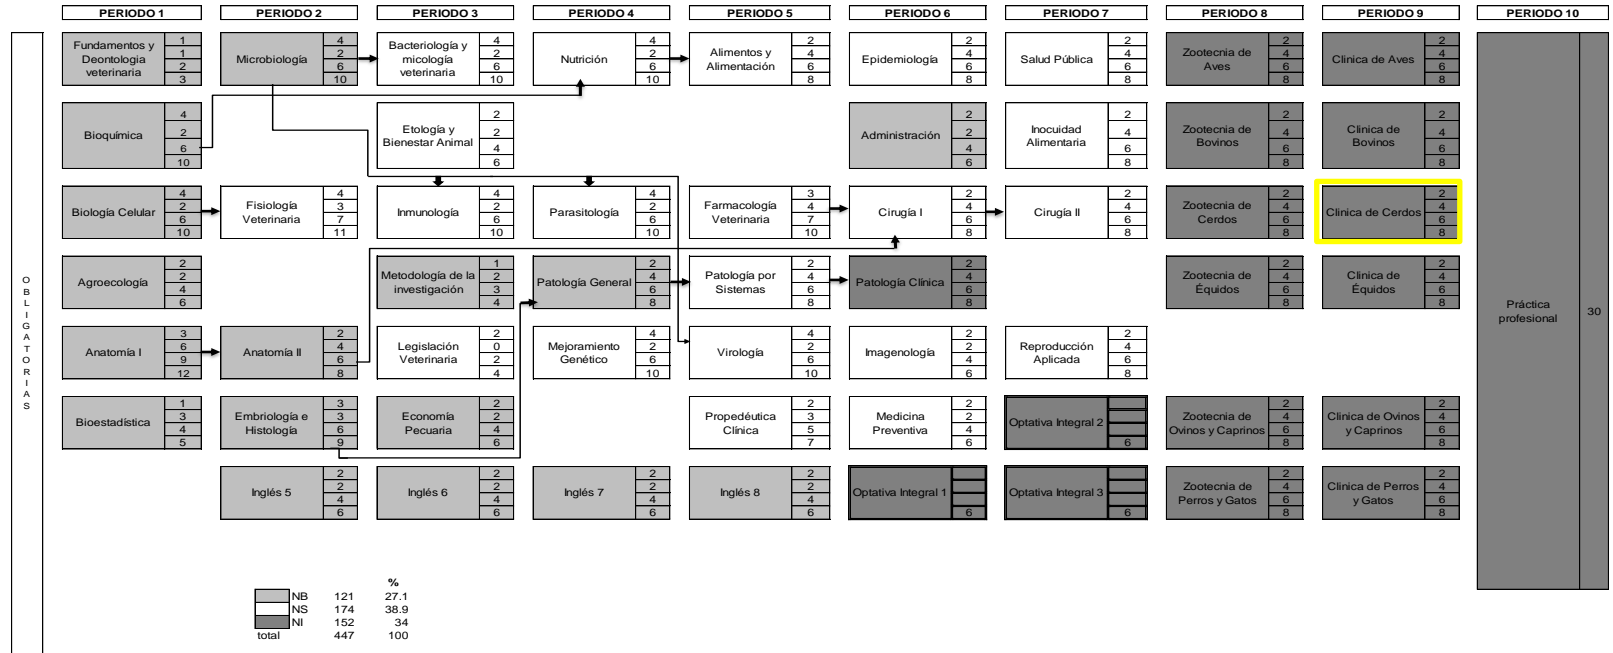 PERIODO 1
PERIODO 2
PERIODO 3
PERIODO 4
PERIODO 5
PERIODO 6
PERIODO 7
PERIODO 8
PERIODO 9
PERIODO 10
OBLIGATORIAS
Fundamentos y
Deontologia
veterinaria
1
1
2
3
Microbiología
4
2
6
10
Bacteriología y
micología
veterinaria
4
2
6
10
Nutrición
4
2
6
10
Alimentos y
Alimentación
2
4
6
8
Epidemiología
2
4
6
8
Salud Pública
2
4
6
8
Zootecnia de
Aves
2
4
6
8
Clinica de Aves
2
4
6
8
Bioquímica
4
2
6
10
Etología y
Bienestar Animal
2
2
4
6
Administración
2
2
4
6
Inocuidad
Alimentaria
2
4
6
8
Zootecnia de
Bovinos
2
4
6
8
Clinica de
Bovinos
2
4
6
8
Biología Celular
4
2
6
10
Fisiología
Veterinaria
4
3
7
11
Inmunología
4
2
6
10
Parasitología
4
2
6
10
Farmacología
Veterinaria
3
4
7
10
Cirugía I
2
4
6
8
Cirugía II
2
4
6
8
Zootecnia de
Cerdos
2
4
6
8
Clinica de Cerdos
2
4
6
8
Agroecología
2
2
4
6
Metodología de la
investigación
1
2
3
4
Patología General
2
4
6
8
Patología por
Sistemas
2
4
6
8
Patología Clínica
2
4
6
8
Zootecnia de
Équidos
2
4
6
8
Clinica de
Équidos
2
4
6
8
Práctica
profesional
30
Anatomía I
3
6
9
12
Anatomía II
2
4
6
8
Legislación
Veterinaria
2
0
2
4
Mejoramiento
Genético
4
2
6
10
Virología
4
2
6
10
Imagenología
2
2
4
6
Reproducción
Aplicada
2
4
6
8
Bioestadística
1
3
4
5
Embriología e
Histología
3
3
6
9
Economía
Pecuaria
2
2
4
6
Propedéutica
Clínica
2
3
5
7
Medicina
Preventiva
2
2
4
6
Optativa Integral 2
6
Zootecnia de
Ovinos y Caprinos
2
4
6
8
Clinica de Ovinos
y Caprinos
2
4
6
8
Inglés 5
2
2
4
6
Inglés 6
2
2
4
6
Inglés 7
2
2
4
6
Inglés 8
2
2
4
6
Optativa Integral 1
6
Optativa Integral 3
6
Zootecnia de
Perros y Gatos
2
4
6
8
Clinica de Perros
y Gatos
2
4
6
8
%
NB 121 27.1
NS 174 38.9
NI 152 34
total 447 100